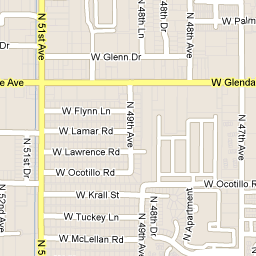 N 51st Ave
N 48th Ln
N 48th Ave
W Palm
Dr
W Glenn Dr
e Ave
W Glenda
W Flynn Ln
N 49th Ave
W Lamar Rd
N 47th Ave
W Lawrence Rd
N 51st Dr
W Ocotillo Rd
W Ocotillo R
W Krall St
N 52nd Ave
W Tuckey Ln
N 48th Dr
N Apartment
W McLellan Rd
N 49th Ave
N 5